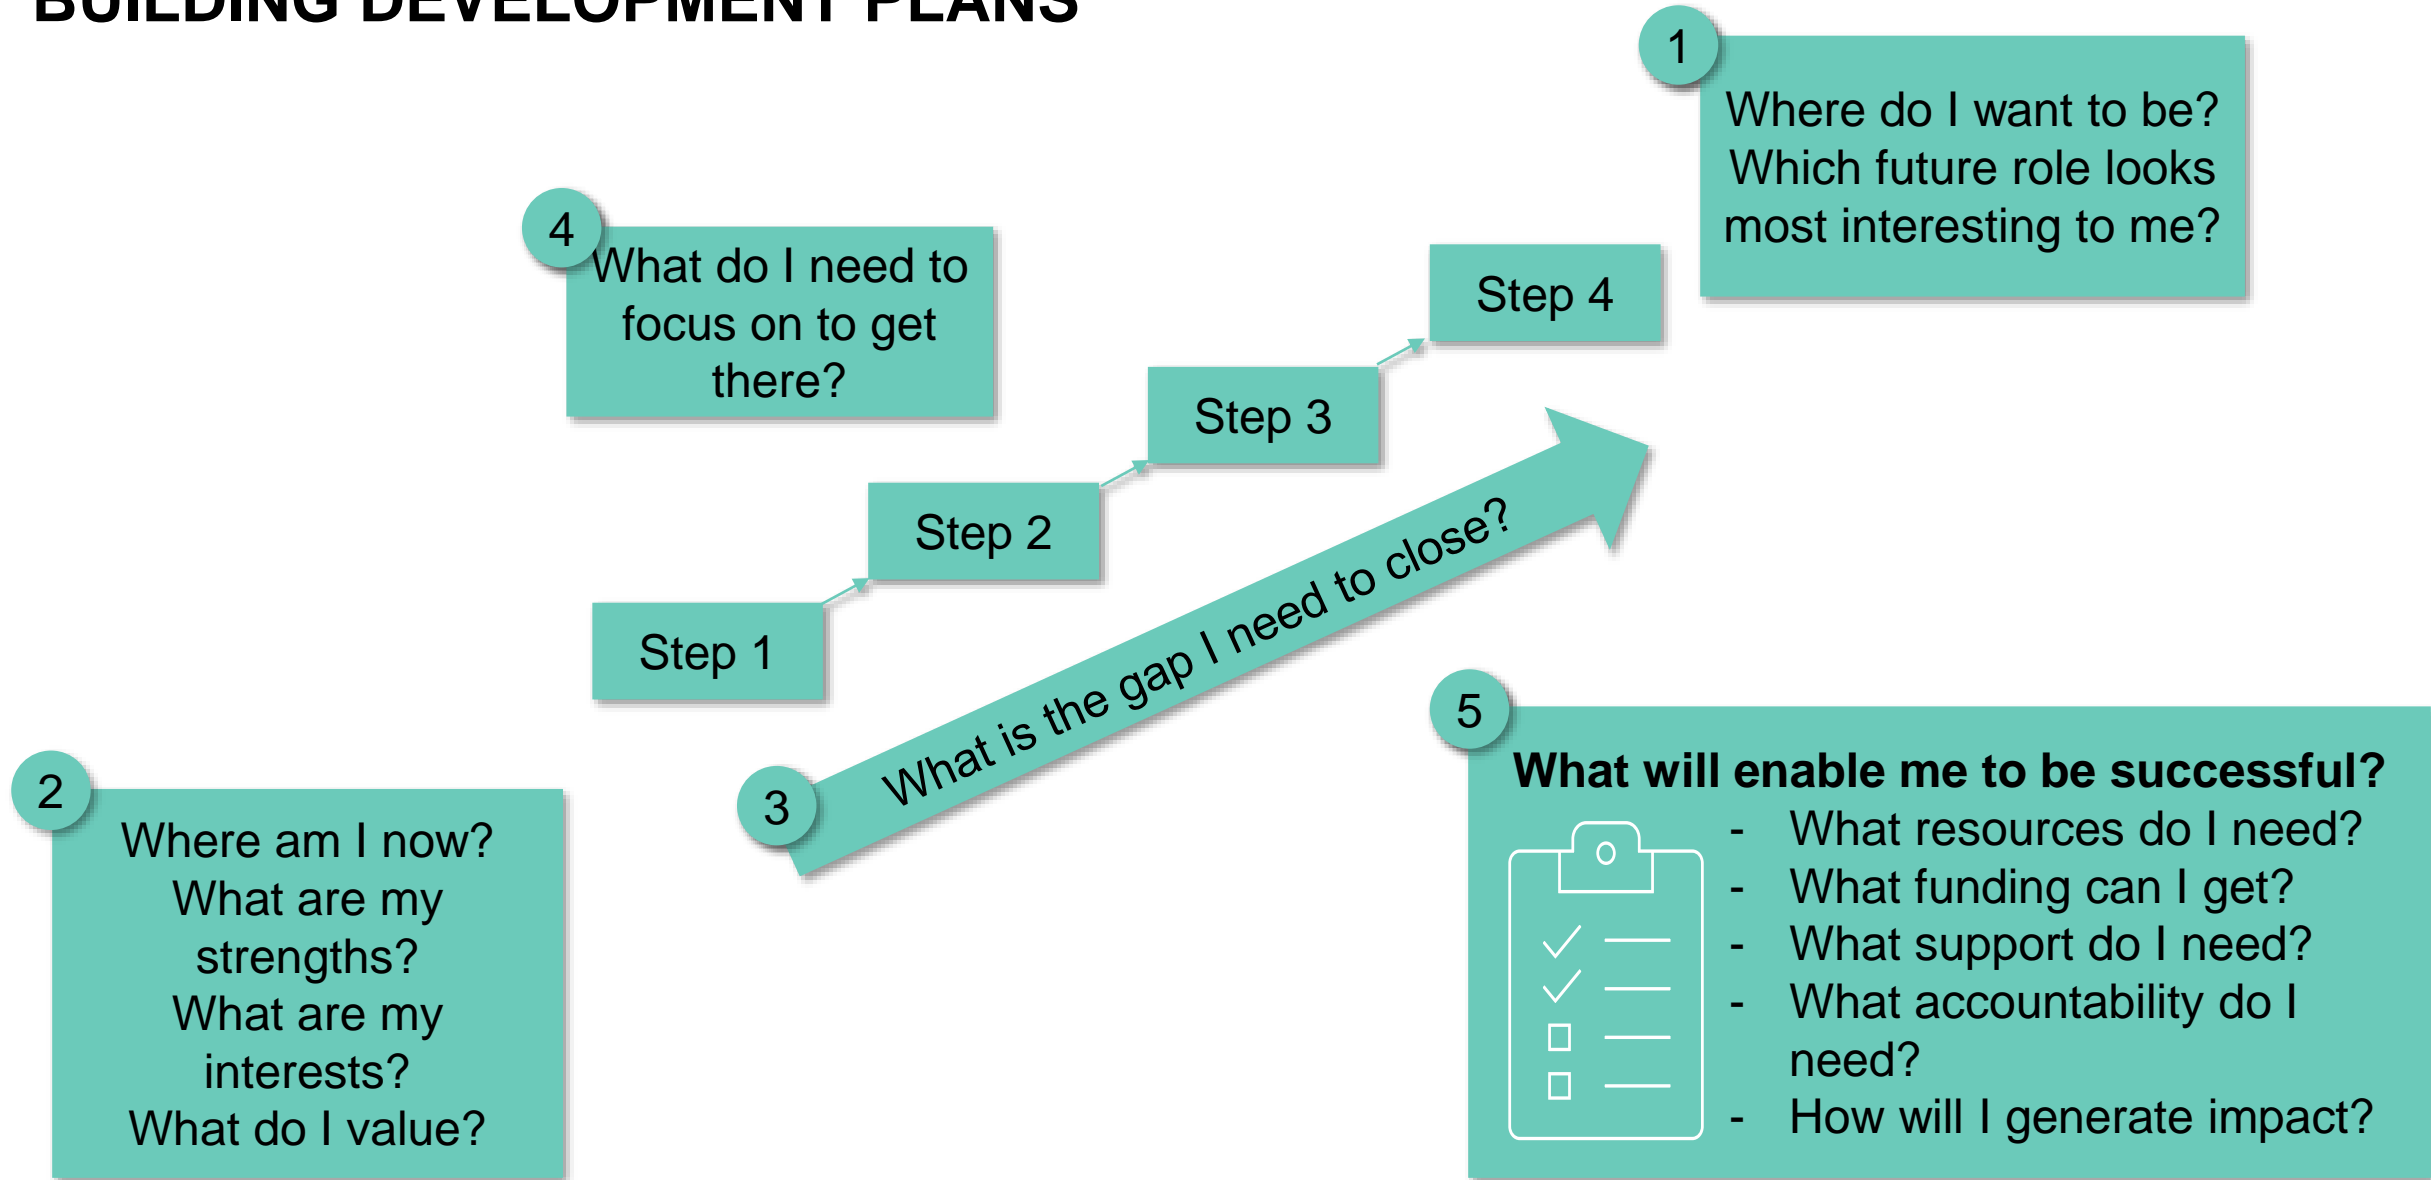 BUILDING DEVELOPMENT PLANS
1
Where do I want to be?
Which future role looks
most interesting to me?
4
What do I need to
focus on to get
there?
Step 4
Step 3
Step 2
Step 1
3
What is the gap I need to close?
2
Where am I now?
What are my
strengths?
What are my
interests?
What do I value?
5
What will enable me to be successful?
- What resources do I need?
- What funding can I get?
- What support do I need?
- What accountability do I
need?
- How will I generate impact?